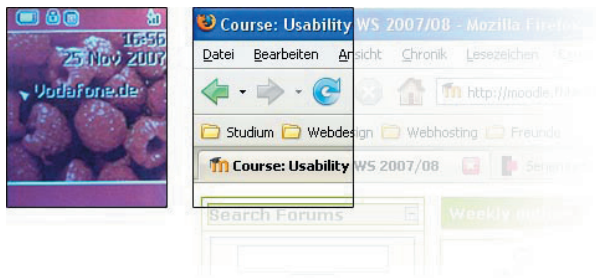 16:56
25 Nov 2007
Vodafone.de
Course: Usability WS 2007/08 - Mozilla Firefox
Datei Bearbeiten Ansicht Chronik Lesezeichen
http://moodle.
Studium Webdesign Webhosting Freunde
Course: Usability WS 2007/08
Search Forums
Weekly